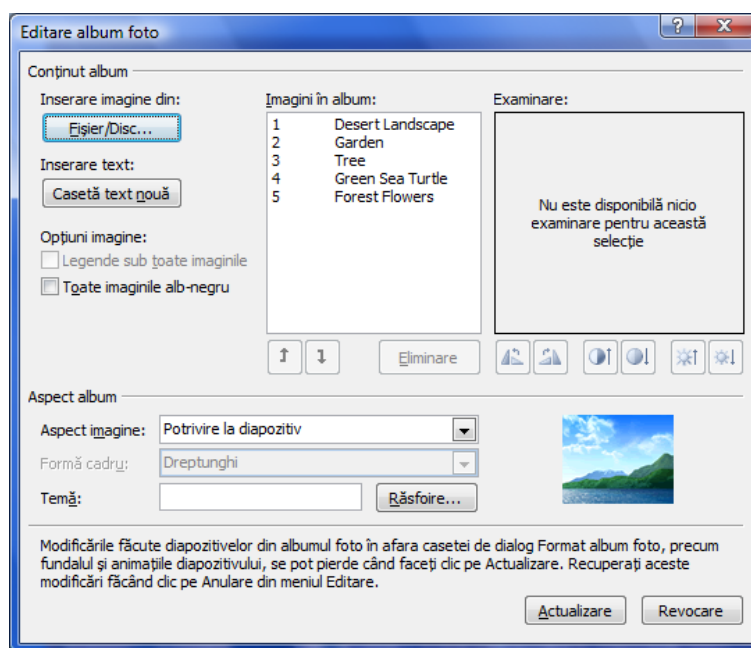 Editare album foto
Conținut album
Inserare imagine din:
Fișier/Disc...
Inserare text:
Casetă text nouă
Opțiuni imagine:
Legende sub toate imaginile
Toate imaginile alb-negru
Imagini în album:
1 Desert Landscape
2 Garden
3 Tree
4 Green Sea Turtle
5 Forest Flowers
Eliminare
Examinare:
Nu este disponibilă nicio
examinare pentru această
selecție
Aspect album
Aspect imagine: Potrivire la diapozitiv
Formă cadru: Dreptunghi
Temă: Răsfoire...
Modificările făcute diapozitivelor din albumul foto în afara casetei de dialog Format album foto, precum
fundalul și animațiile diapozitivului, se pot pierde când faceți clic pe Actualizare. Recuperați aceste
modificări făcând clic pe Anulare din meniul Editare.
Actualizare Revocare